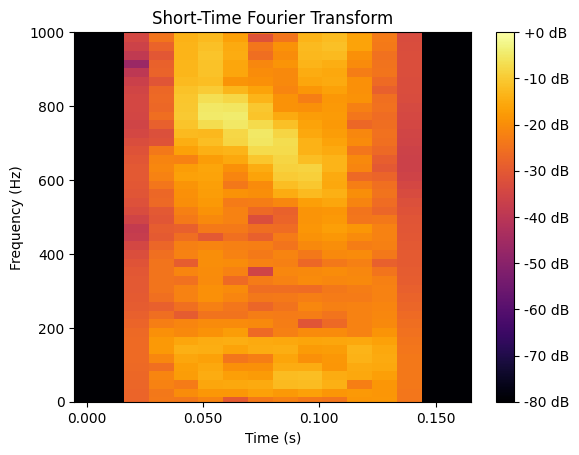 Short-Time Fourier Transform
1000
800
600
400
200
0
Frequency (Hz)
0.000
0.050
0.100
0.150
Time (s)
+0 dB
-10 dB
-20 dB
-30 dB
-40 dB
-50 dB
-60 dB
-70 dB
-80 dB